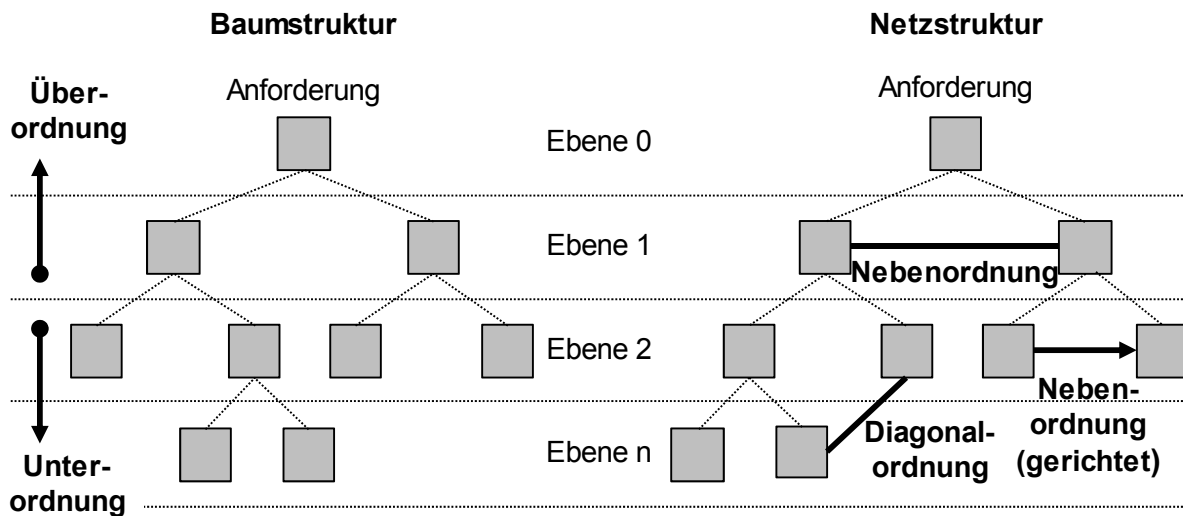 Baumstruktur
Netzstruktur
Über-
ordnung
Anforderung
Anforderung
Ebene 0
Ebene 1
Nebenordnung
Ebene 2
Neben-
ordnung
(gerichtet)
Diagonal-
ordnung
Ebene n
Unter-
ordnung